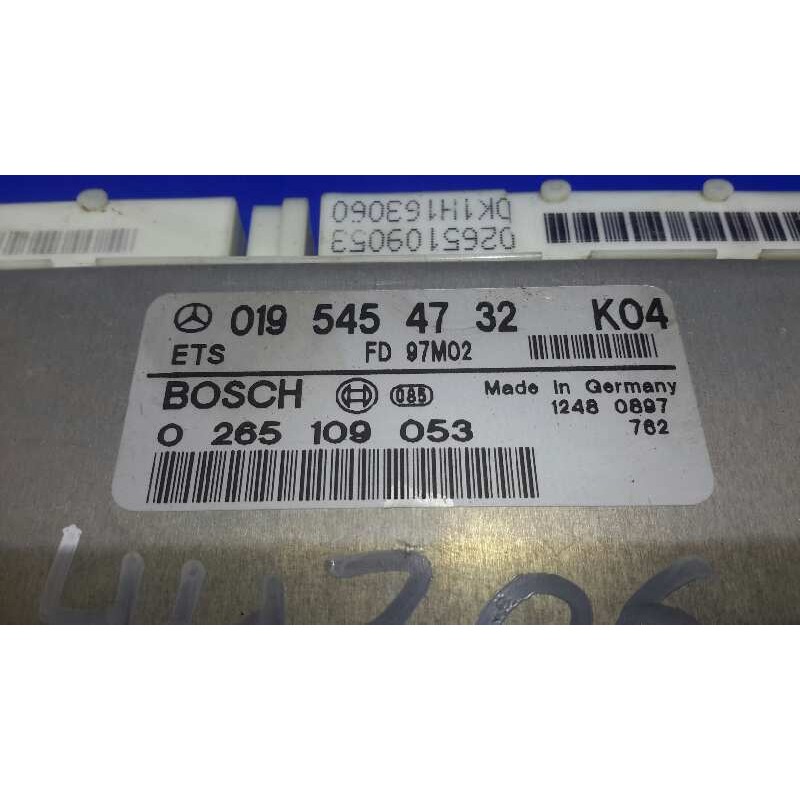 DK1H163060
0265109053
019 545 47 32 K04
ETS FD 97M02
BOSCH 085 Made in Germany
1248 0897
0 265 109 053 762
44706